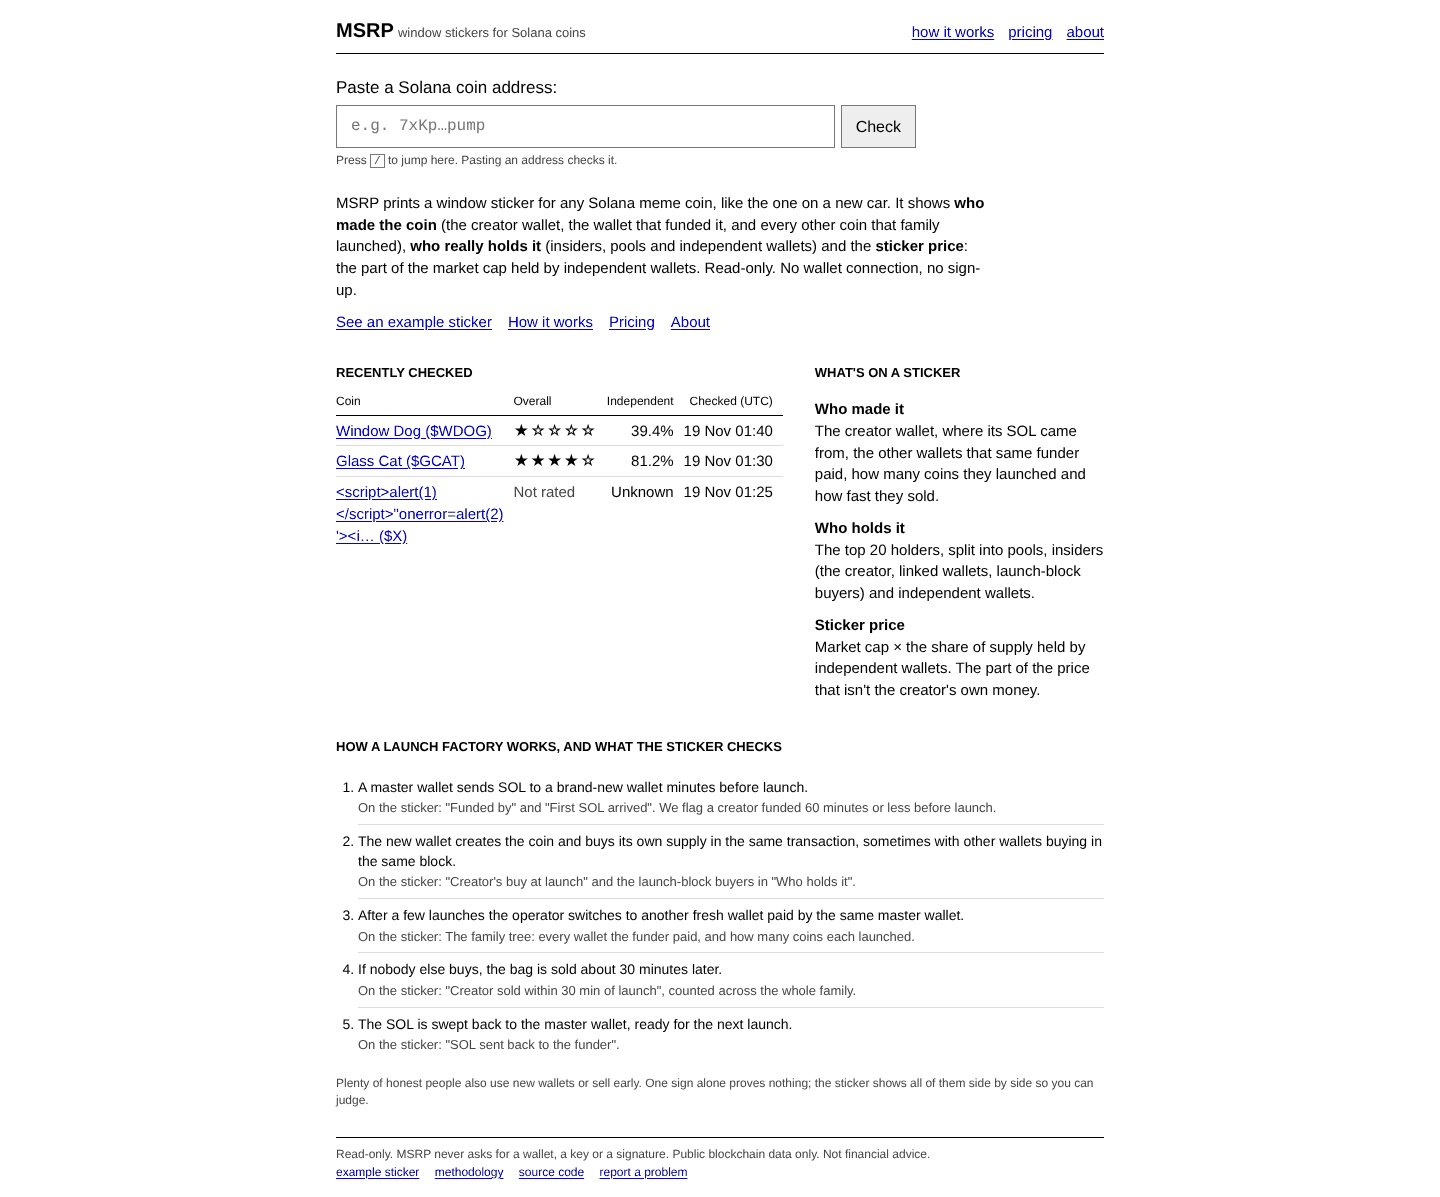 MSRP window stickers for Solana coins
how it works pricing about
Paste a Solana coin address:
e.g. 7xKp…pump
Check
Press / to jump here. Pasting an address checks it.
MSRP prints a window sticker for any Solana meme coin, like the one on a new car. It shows who
made the coin (the creator wallet, the wallet that funded it, and every other coin that family
launched), who really holds it (insiders, pools and independent wallets) and the sticker price:
the part of the market cap held by independent wallets. Read-only. No wallet connection, no sign-
up.
See an example sticker How it works Pricing About
RECENTLY CHECKED
Coin Overall Independent Checked (UTC)
Window Dog ($WDOG) ★☆☆☆☆ 39.4% 19 Nov 01:40
Glass Cat ($GCAT) ★★★★☆ 81.2% 19 Nov 01:30
<script>alert(1) Not rated Unknown 19 Nov 01:25
</script>"onerror=alert(2)
'><i… ($X)
WHAT'S ON A STICKER
Who made it
The creator wallet, where its SOL came
from, the other wallets that same funder
paid, how many coins they launched and
how fast they sold.
Who holds it
The top 20 holders, split into pools, insiders
(the creator, linked wallets, launch-block
buyers) and independent wallets.
Sticker price
Market cap × the share of supply held by
independent wallets. The part of the price
that isn't the creator's own money.
HOW A LAUNCH FACTORY WORKS, AND WHAT THE STICKER CHECKS
1. A master wallet sends SOL to a brand-new wallet minutes before launch.
On the sticker: "Funded by" and "First SOL arrived". We flag a creator funded 60 minutes or less before launch.
2. The new wallet creates the coin and buys its own supply in the same transaction, sometimes with other wallets buying in
the same block.
On the sticker: "Creator's buy at launch" and the launch-block buyers in "Who holds it".
3. After a few launches the operator switches to another fresh wallet paid by the same master wallet.
On the sticker: The family tree: every wallet the funder paid, and how many coins each launched.
4. If nobody else buys, the bag is sold about 30 minutes later.
On the sticker: "Creator sold within 30 min of launch", counted across the whole family.
5. The SOL is swept back to the master wallet, ready for the next launch.
On the sticker: "SOL sent back to the funder".
Plenty of honest people also use new wallets or sell early. One sign alone proves nothing; the sticker shows all of them side by side so you can
judge.
Read-only. MSRP never asks for a wallet, a key or a signature. Public blockchain data only. Not financial advice.
example sticker methodology source code report a problem